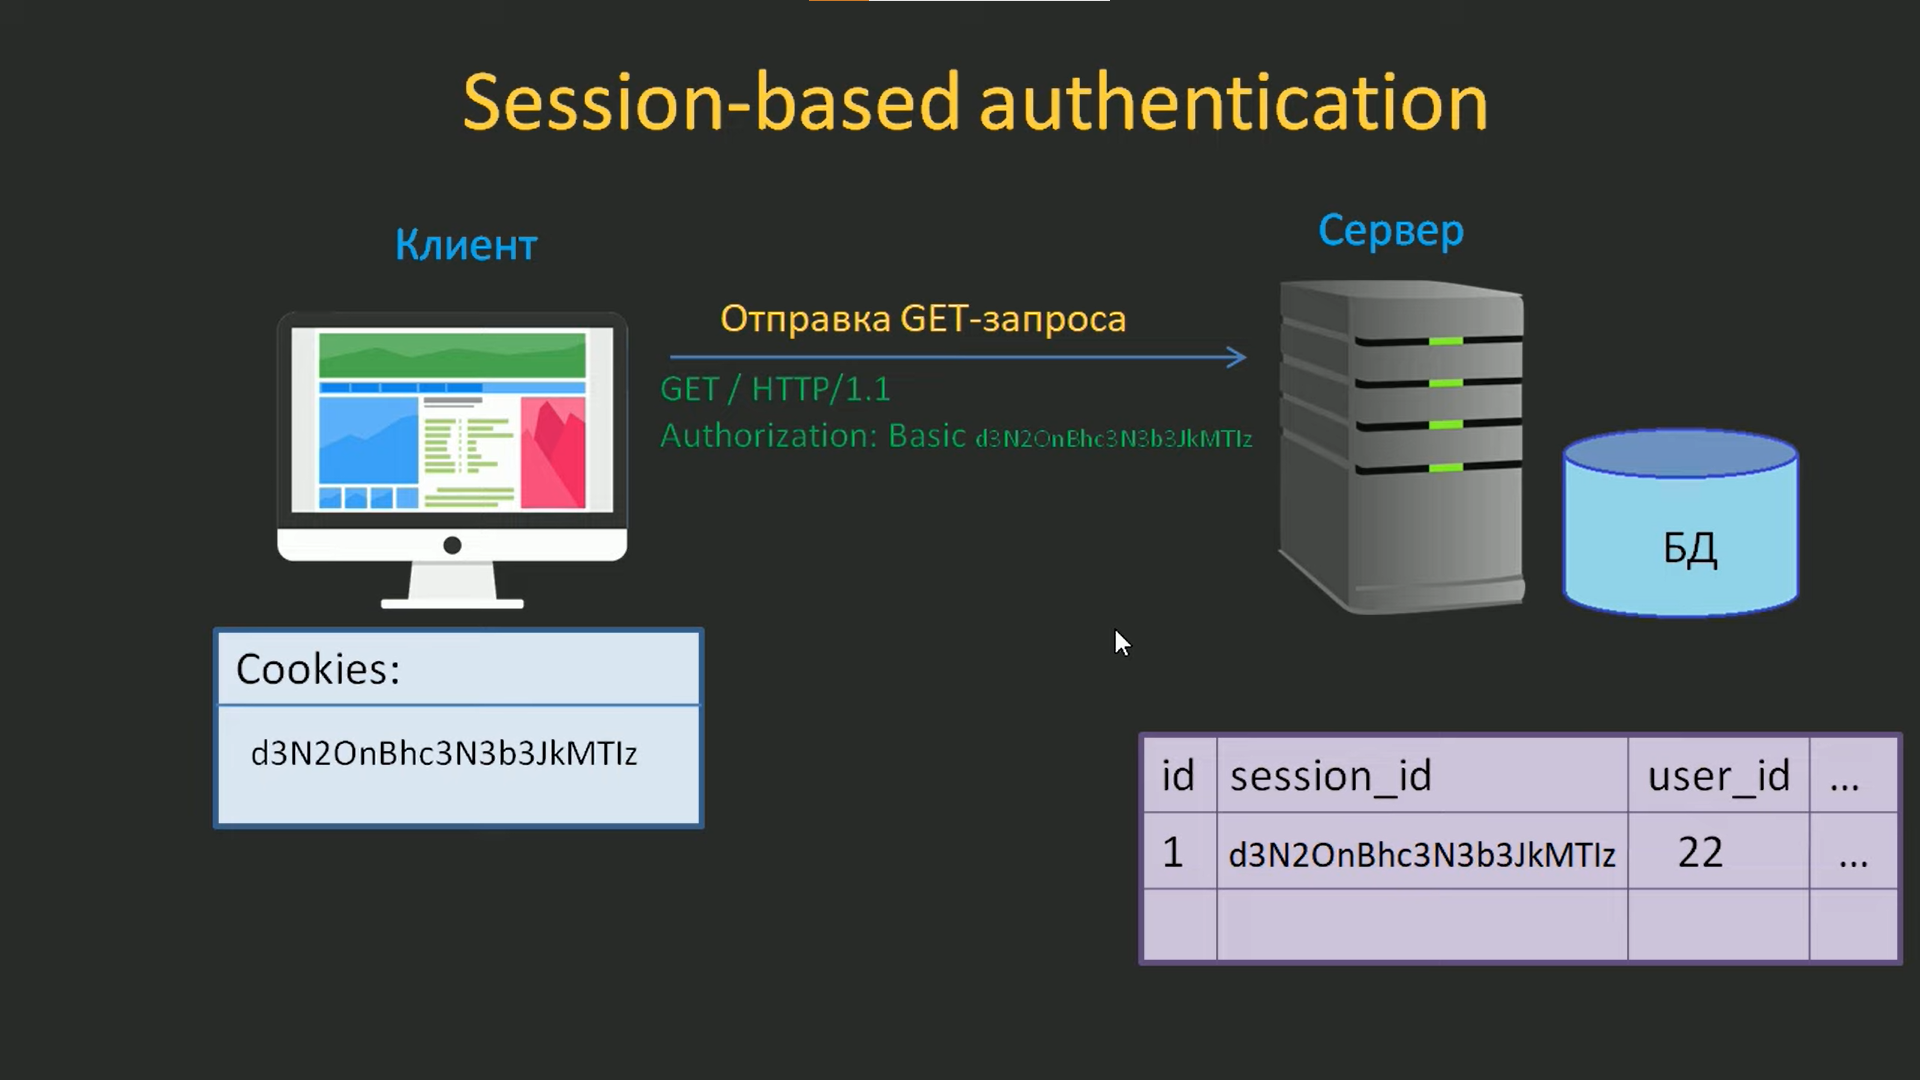 Session-based authentication
Клиент
Сервер
Отправка GET-запроса
GET / HTTP/1.1
Authorization: Basic d3N2OnBhc3N3b3JkMTIz
БД
Cookies:
d3N2OnBhc3N3b3JkMTIz
id session_id user_id ...
1 d3N2OnBhc3N3b3JkMTIz 22 ...